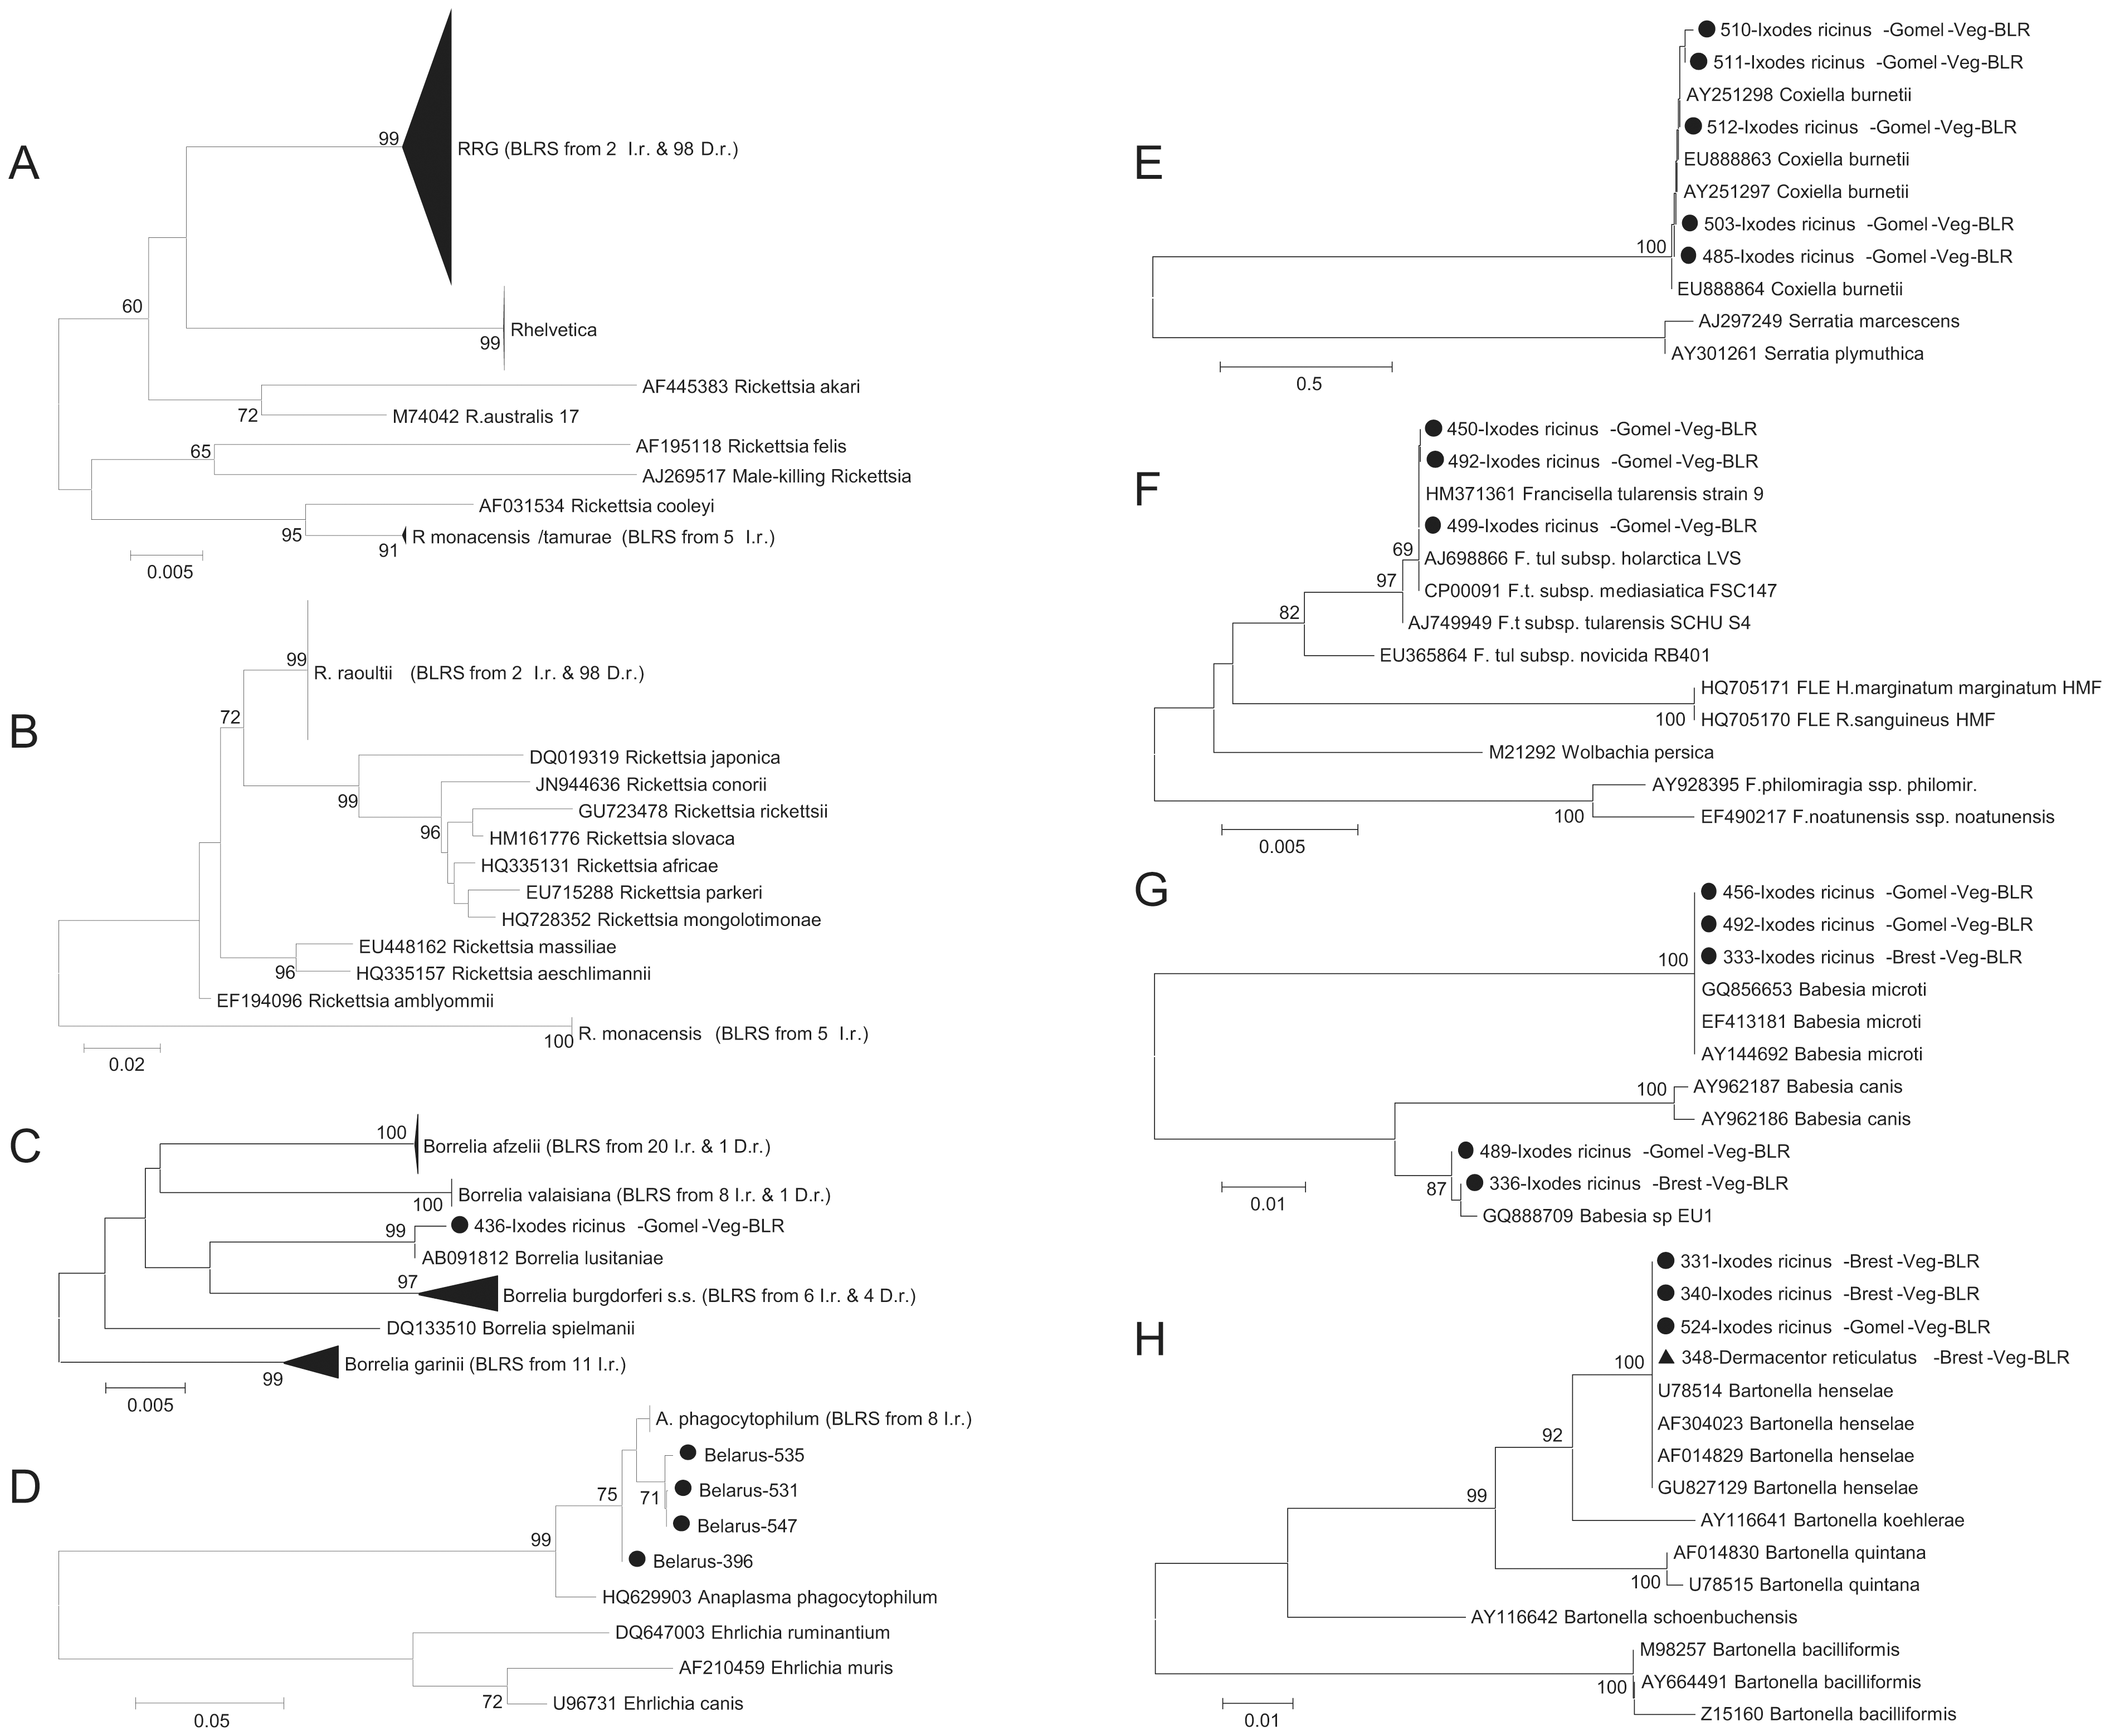 A
99
RRG (BLRS from 2 I.r. & 98 D.r.)
60
Rhelvetica
99
AF445383 Rickettsia akari
72
M74042 R.australis 17
65
AF195118 Rickettsia felis
AJ269517 Male-killing Rickettsia
AF031534 Rickettsia cooleyi
95
R monacensis /tamurae (BLRS from 5 I.r.)
91
0.005
B
99
R. raoultii (BLRS from 2 I.r. & 98 D.r.)
72
DQ019319 Rickettsia japonica
JN944636 Rickettsia conorii
99
GU723478 Rickettsia rickettsii
96
HM161776 Rickettsia slovaca
HQ335131 Rickettsia africae
EU715288 Rickettsia parkeri
HQ728352 Rickettsia mongolotimonae
EU448162 Rickettsia massiliae
96
HQ335157 Rickettsia aeschlimannii
EF194096 Rickettsia amblyommii
R. monacensis (BLRS from 5 I.r.)
100
0.02
C
100
Borrelia afzelii (BLRS from 20 I.r. & 1 D.r.)
Borrelia valaisiana (BLRS from 8 I.r. & 1 D.r.)
100
436-Ixodes ricinus -Gomel-Veg-BLR
99
AB091812 Borrelia lusitaniae
97
Borrelia burgdorferi s.s. (BLRS from 6 I.r. & 4 D.r.)
DQ133510 Borrelia spielmanii
Borrelia garinii (BLRS from 11 I.r.)
99
0.005
D
A. phagocytophilum (BLRS from 8 I.r.)
Belarus-535
75
71
Belarus-531
Belarus-547
99
Belarus-396
HQ629903 Anaplasma phagocytophilum
DQ647003 Ehrlichia ruminantium
AF210459 Ehrlichia muris
72
U96731 Ehrlichia canis
0.05
E
510-Ixodes ricinus -Gomel-Veg-BLR
511-Ixodes ricinus -Gomel-Veg-BLR
AY251298 Coxiella burnetii
512-Ixodes ricinus -Gomel-Veg-BLR
EU888863 Coxiella burnetii
AY251297 Coxiella burnetii
503-Ixodes ricinus -Gomel-Veg-BLR
100
485-Ixodes ricinus -Gomel-Veg-BLR
EU888864 Coxiella burnetii
AJ297249 Serratia marcescens
AY301261 Serratia plymuthica
0.5
F
450-Ixodes ricinus -Gomel-Veg-BLR
492-Ixodes ricinus -Gomel-Veg-BLR
HM371361 Francisella tularensis strain 9
499-Ixodes ricinus -Gomel-Veg-BLR
69
AJ698866 F. tul subsp. holarctica LVS
97
CP00091 F.t. subsp. mediasiatica FSC147
82
AJ749949 F.t subsp. tularensis SCHU S4
EU365864 F. tul subsp. novicida RB401
HQ705171 FLE H.marginatum marginatum HMF
100
HQ705170 FLE R.sanguineus HMF
M21292 Wolbachia persica
AY928395 F.philomiragia ssp. philomir.
100
EF490217 F.noatunensis ssp. noatunensis
0.005
G
456-Ixodes ricinus -Gomel-Veg-BLR
492-Ixodes ricinus -Gomel-Veg-BLR
100
333-Ixodes ricinus -Brest-Veg-BLR
GQ856653 Babesia microti
EF413181 Babesia microti
AY144692 Babesia microti
100
AY962187 Babesia canis
AY962186 Babesia canis
489-Ixodes ricinus -Gomel-Veg-BLR
87
336-Ixodes ricinus -Brest-Veg-BLR
GQ888709 Babesia sp EU1
0.01
H
331-Ixodes ricinus -Brest-Veg-BLR
340-Ixodes ricinus -Brest-Veg-BLR
524-Ixodes ricinus -Gomel-Veg-BLR
100
348-Dermacentor reticulatus -Brest-Veg-BLR
U78514 Bartonella henselae
AF304023 Bartonella henselae
92
AF014829 Bartonella henselae
GU827129 Bartonella henselae
99
AY116641 Bartonella koehlerae
AF014830 Bartonella quintana
100
U78515 Bartonella quintana
AY116642 Bartonella schoenbuchensis
M98257 Bartonella bacilliformis
100
AY664491 Bartonella bacilliformis
Z15160 Bartonella bacilliformis
0.01